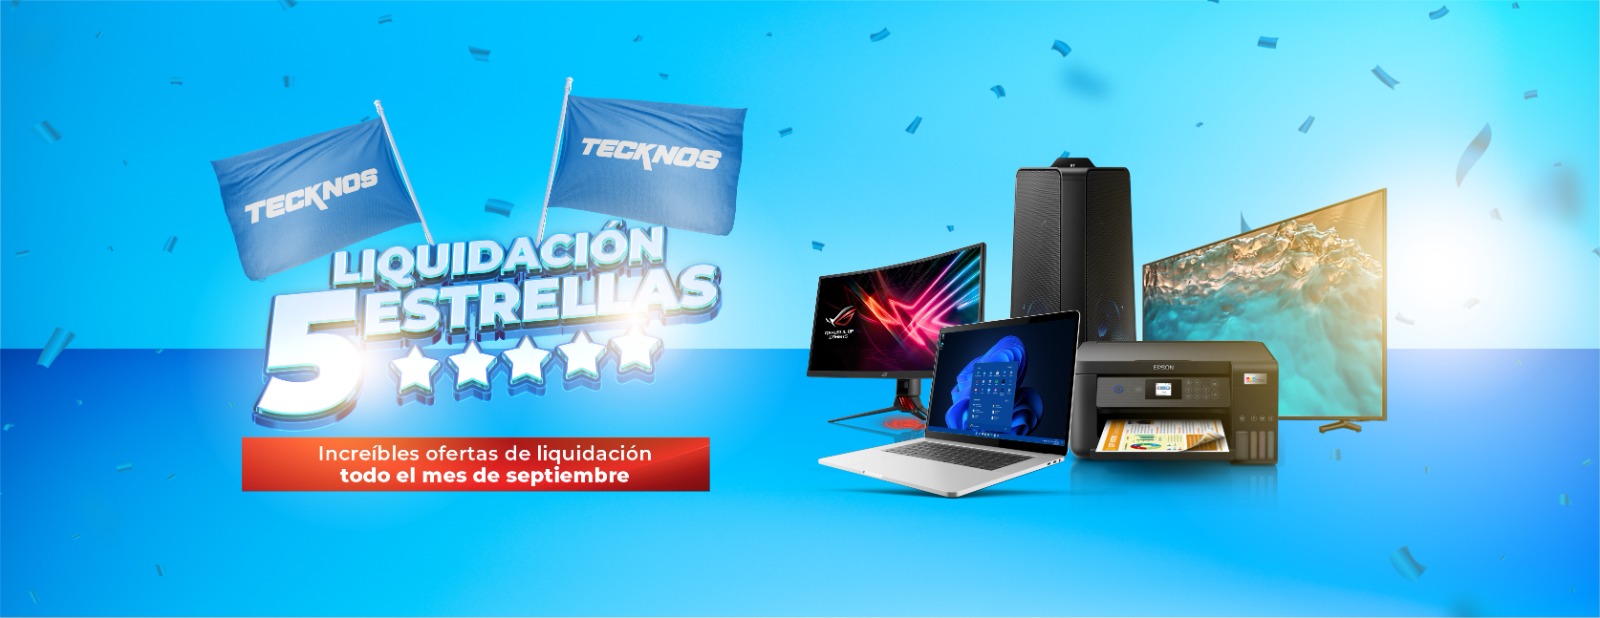 TECKNOS
TECKNOS
LIQUIDACIÓN
5 ESTRELLAS
Increíbles ofertas de liquidación
todo el mes de septiembre
EPSON